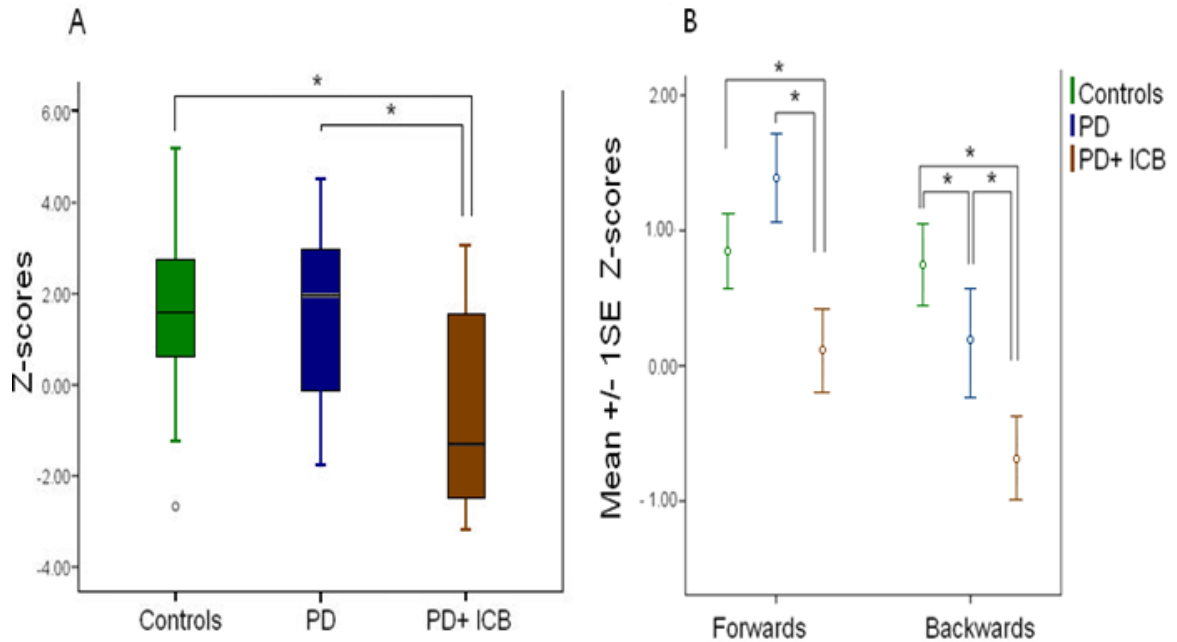 A
Z-scores
6.00
4.00
2.00
0.00
-2.00
-4.00
*
*
Controls
PD
PD+ ICB
B
Mean +/- 1SE Z-scores
2.00
1.00
0.00
- 1.00
*
*
*
*
*
Forwards
Backwards
Controls
PD
PD+ ICB